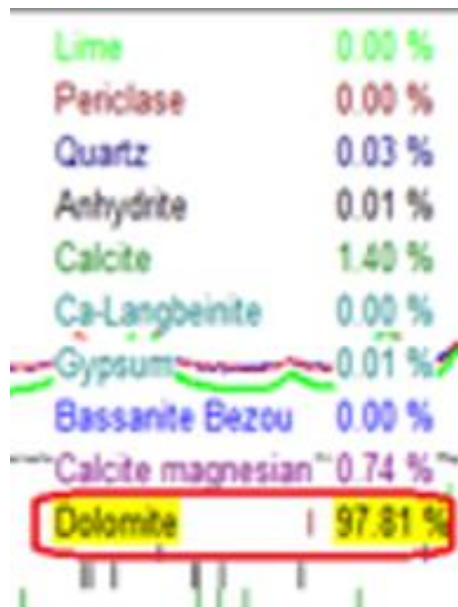 Lime 0.00 %
Periclase 0.00 %
Quartz 0.03 %
Anhydrite 0.01 %
Calcite 1.40 %
Ca-Langbeinite 0.00 %
Gypsum 0.01 %
Bassanite Bezou 0.00 %
Calcite magnesian 0.74 %
Dolomite 97.81 %